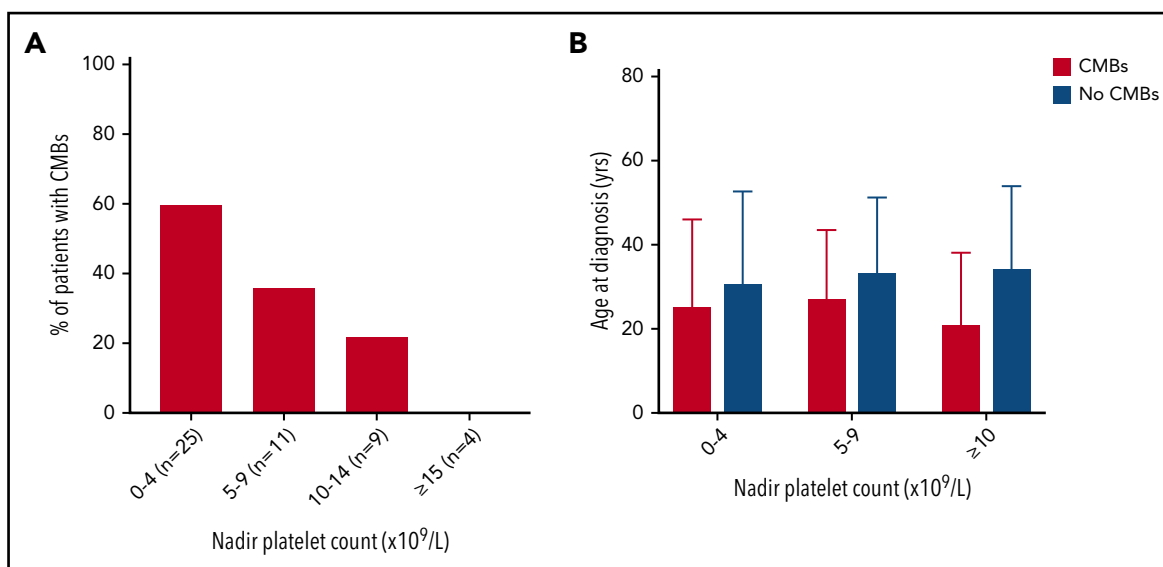 A
% of patients with CMBs
100
80
60
40
20
0
0-4 (n=25)
5-9 (n=11)
10-14 (n=9)
≥15 (n=4)
Nadir platelet count (x10⁹/L)
B
CMBs
No CMBs
Age at diagnosis (yrs)
80
60
40
20
0
0-4
5-9
≥10
Nadir platelet count (x10⁹/L)